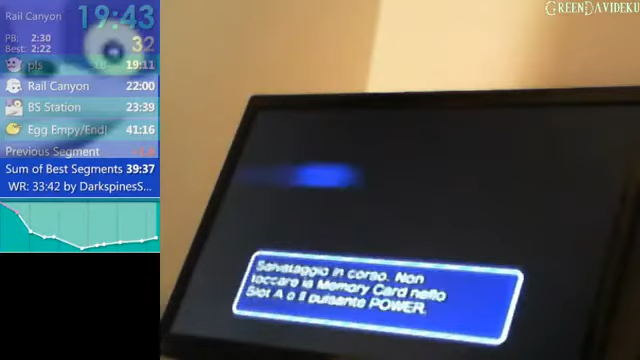 Rail Canyon
19:43
PB: 2:30
Best: 2:22
32
pls
19:11
Rail Canyon 22:00
BS Station 23:39
Egg Empy/End! 41:16
Previous Segment
Sum of Best Segments 39:37
WR: 33:42 by DarkspinesS...
GreenDavideku
Salvataggio in corso. Non
toccare la Memory Card nello
Slot A o il pulsante POWER.